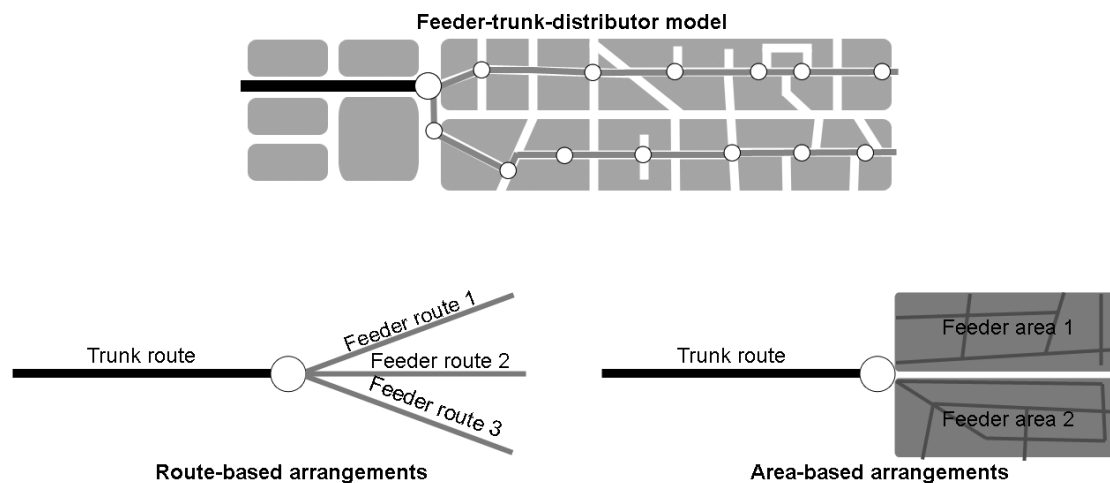 Feeder-trunk-distributor model
Trunk route
Feeder route 1
Feeder route 2
Feeder route 3
Route-based arrangements
Trunk route
Feeder area 1
Feeder area 2
Area-based arrangements